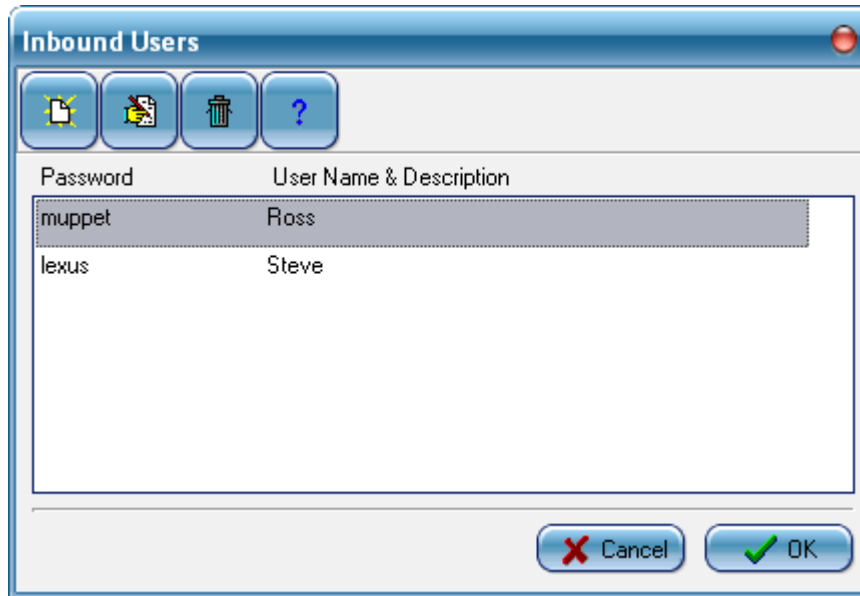 Inbound Users
?
Password User Name & Description
muppet Ross
lexus Steve
Cancel OK